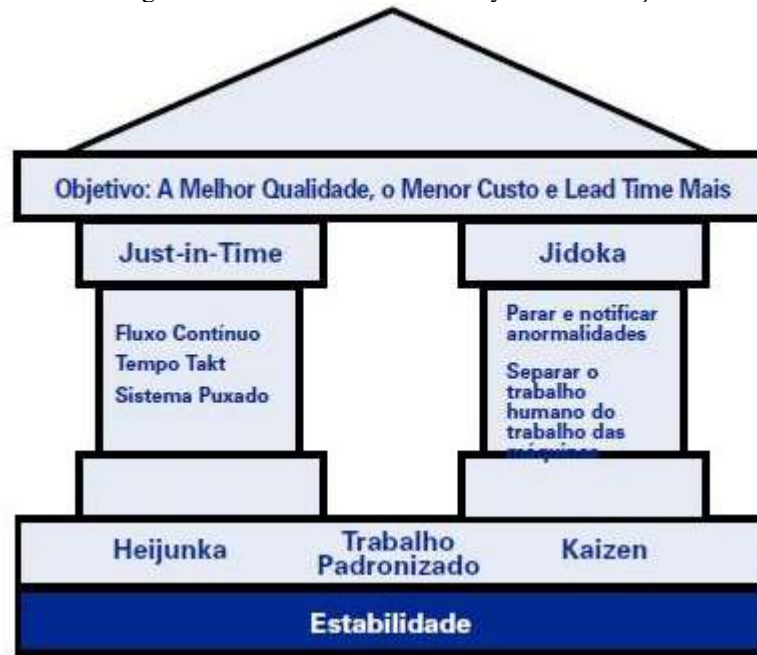 Objetivo: A Melhor Qualidade, o Menor Custo e Lead Time Mais
Just-in-Time
Fluxo Contínuo
Tempo Takt
Sistema Puxado
Jidoka
Parar e notificar
anormalidades
Separar o
trabalho
humano do
trabalho das
máquinas
Heijunka
Trabalho
Padronizado
Kaizen
Estabilidade